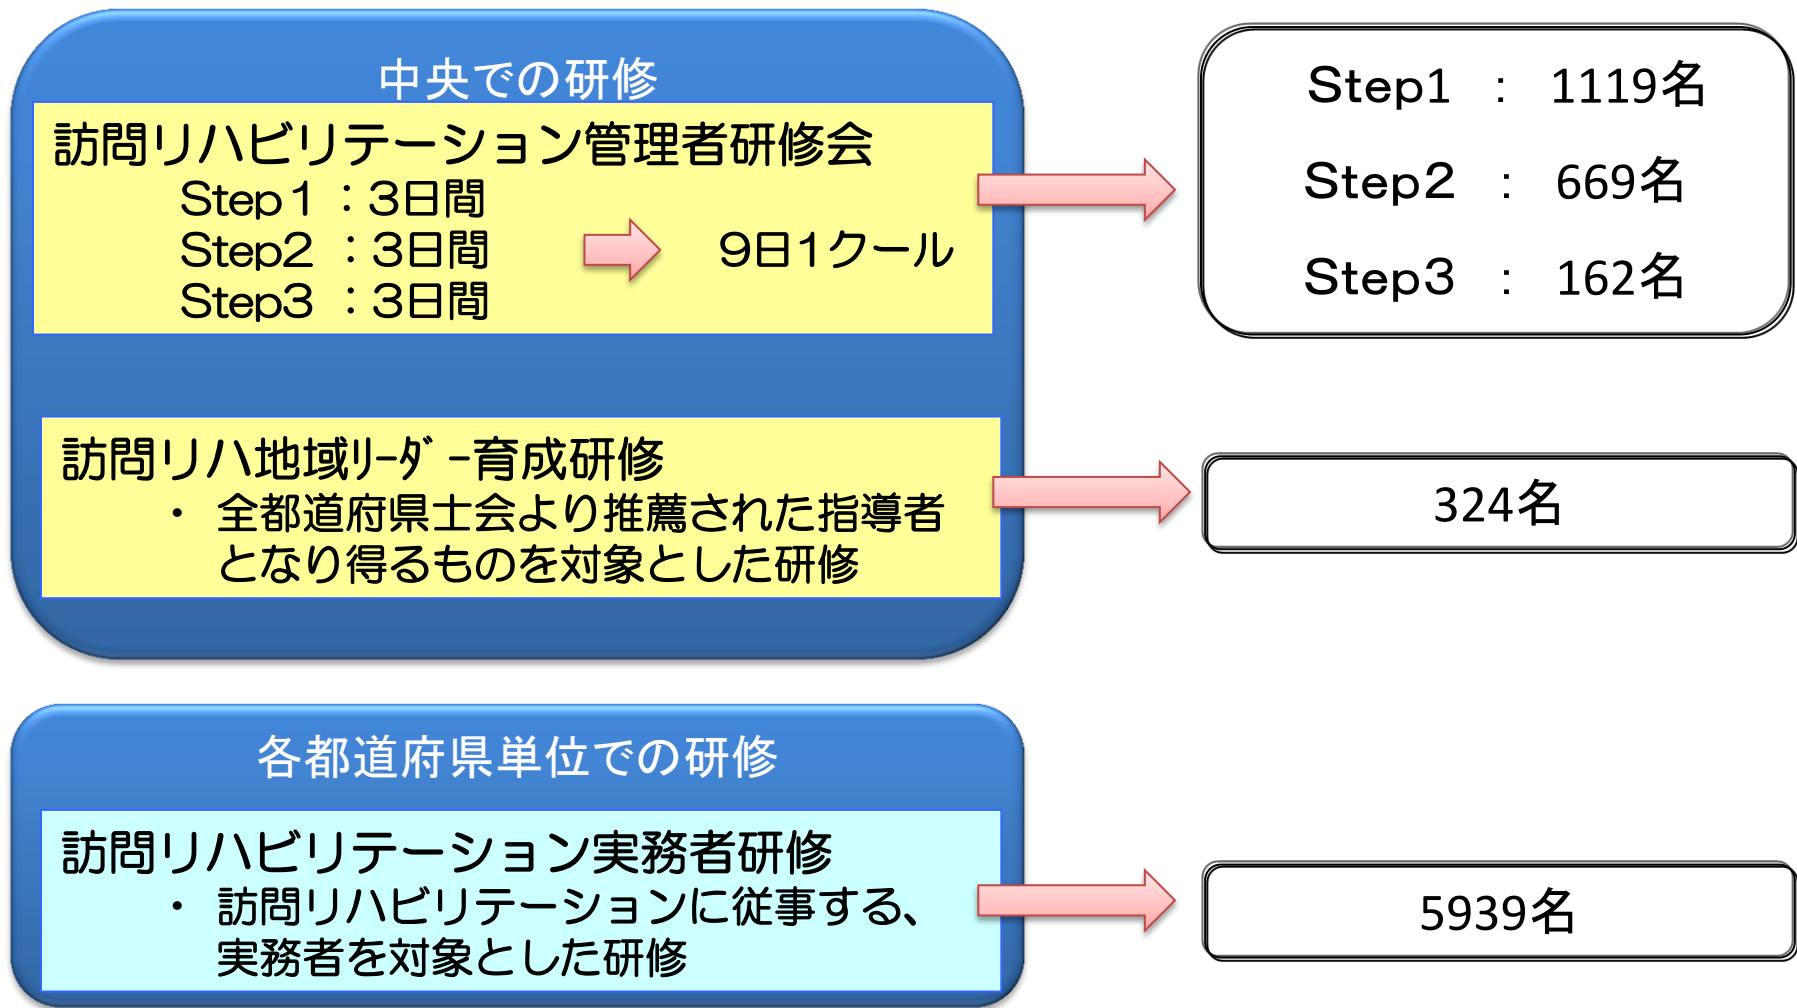 中央での研修
訪問リハビリテーション管理者研修会
Step１：３日間
Step2 ：３日間
９日１クール
Step3 ：３日間
Step1 ： 1119名
Step2 ： 669名
Step3 ： 162名
訪問リハ地域ﾘｰﾀﾞｰ育成研修
・ 全都道府県士会より推薦された指導者
となり得るものを対象とした研修
324名
各都道府県単位での研修
訪問リハビリテーション実務者研修
・ 訪問リハビリテーションに従事する、
実務者を対象とした研修
5939名